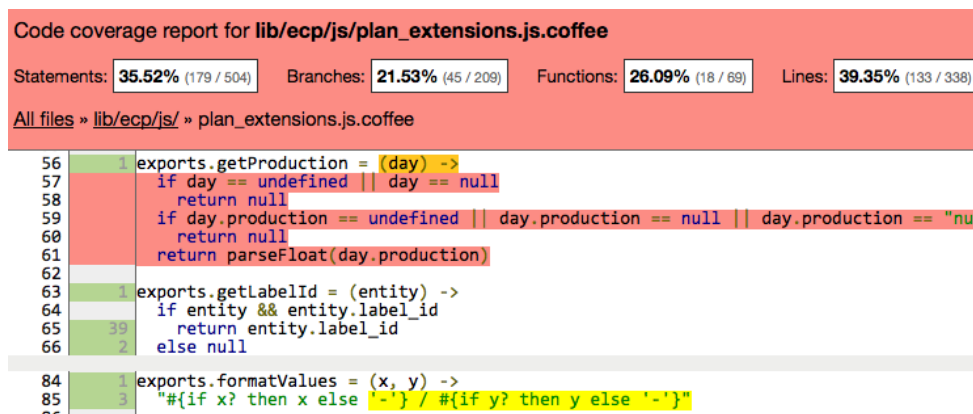 Code coverage report for lib/ecp/js/plan_extensions.js.coffee
Statements: 35.52% (179 / 504) Branches: 21.53% (45 / 209) Functions: 26.09% (18 / 69) Lines: 39.35% (133 / 338)
All files » lib/ecp/js/ » plan_extensions.js.coffee
56 1 exports.getProduction = (day) ->
57 if day == undefined || day == null
58 return null
59 if day.production == undefined || day.production == null || day.production == "nu
60 return null
61 return parseFloat(day.production)
62
63 1 exports.getLabelId = (entity) ->
64 if entity && entity.label_id
65 39 return entity.label_id
66 2 else null
84 1 exports.formatValues = (x, y) ->
85 3 "#{if x? then x else '-'} / #{if y? then y else '-'}"